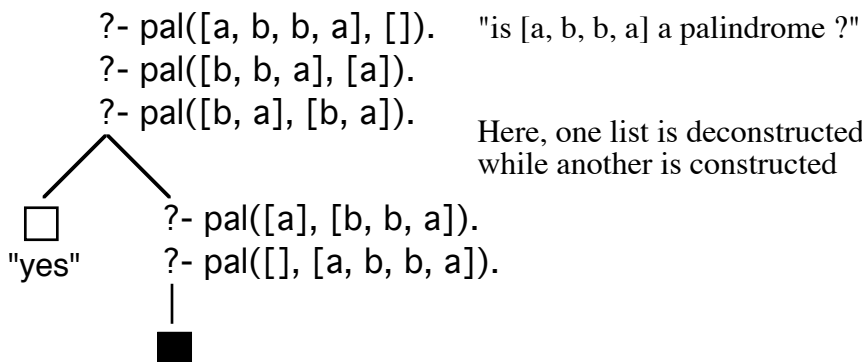 ?- pal([a, b, b, a], []). "is [a, b, b, a] a palindrome ?"
?- pal([b, b, a], [a]).
?- pal([b, a], [b, a]).
Here, one list is deconstructed
while another is constructed
?- pal([a], [b, b, a]).
"yes" ?- pal([], [a, b, b, a]).